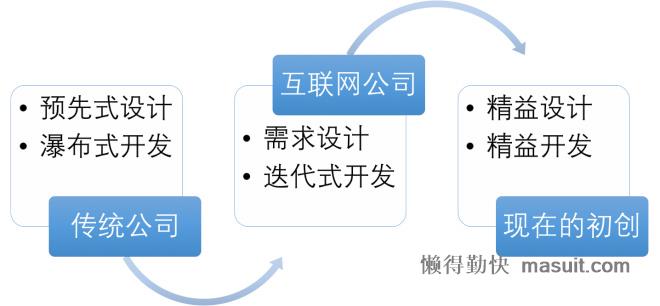 预先式设计
瀑布式开发
传统公司
互联网公司
需求设计
迭代式开发
精益设计
精益开发
现在的初创
懒得勤快 masuit.com